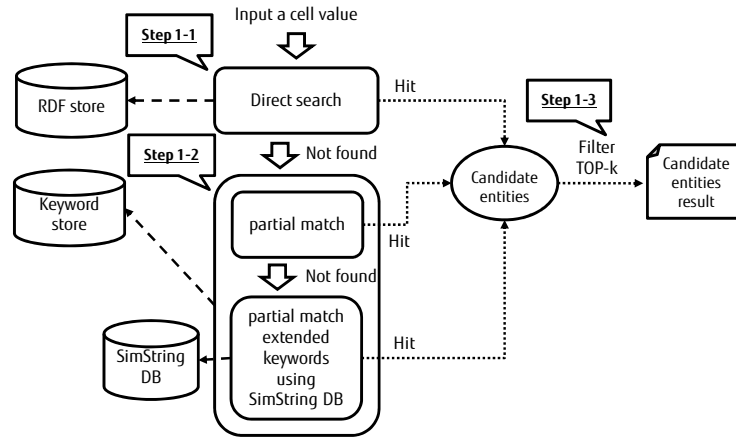 Input a cell value
Step 1-1
RDF store
Direct search
Hit
Step 1-3
Filter
TOP-k
Step 1-2
Not found
Keyword
store
partial match
Hit
Candidate
entities
Candidate
entities
result
Not found
SimString
DB
partial match
extended
keywords
using
SimString DB
Hit